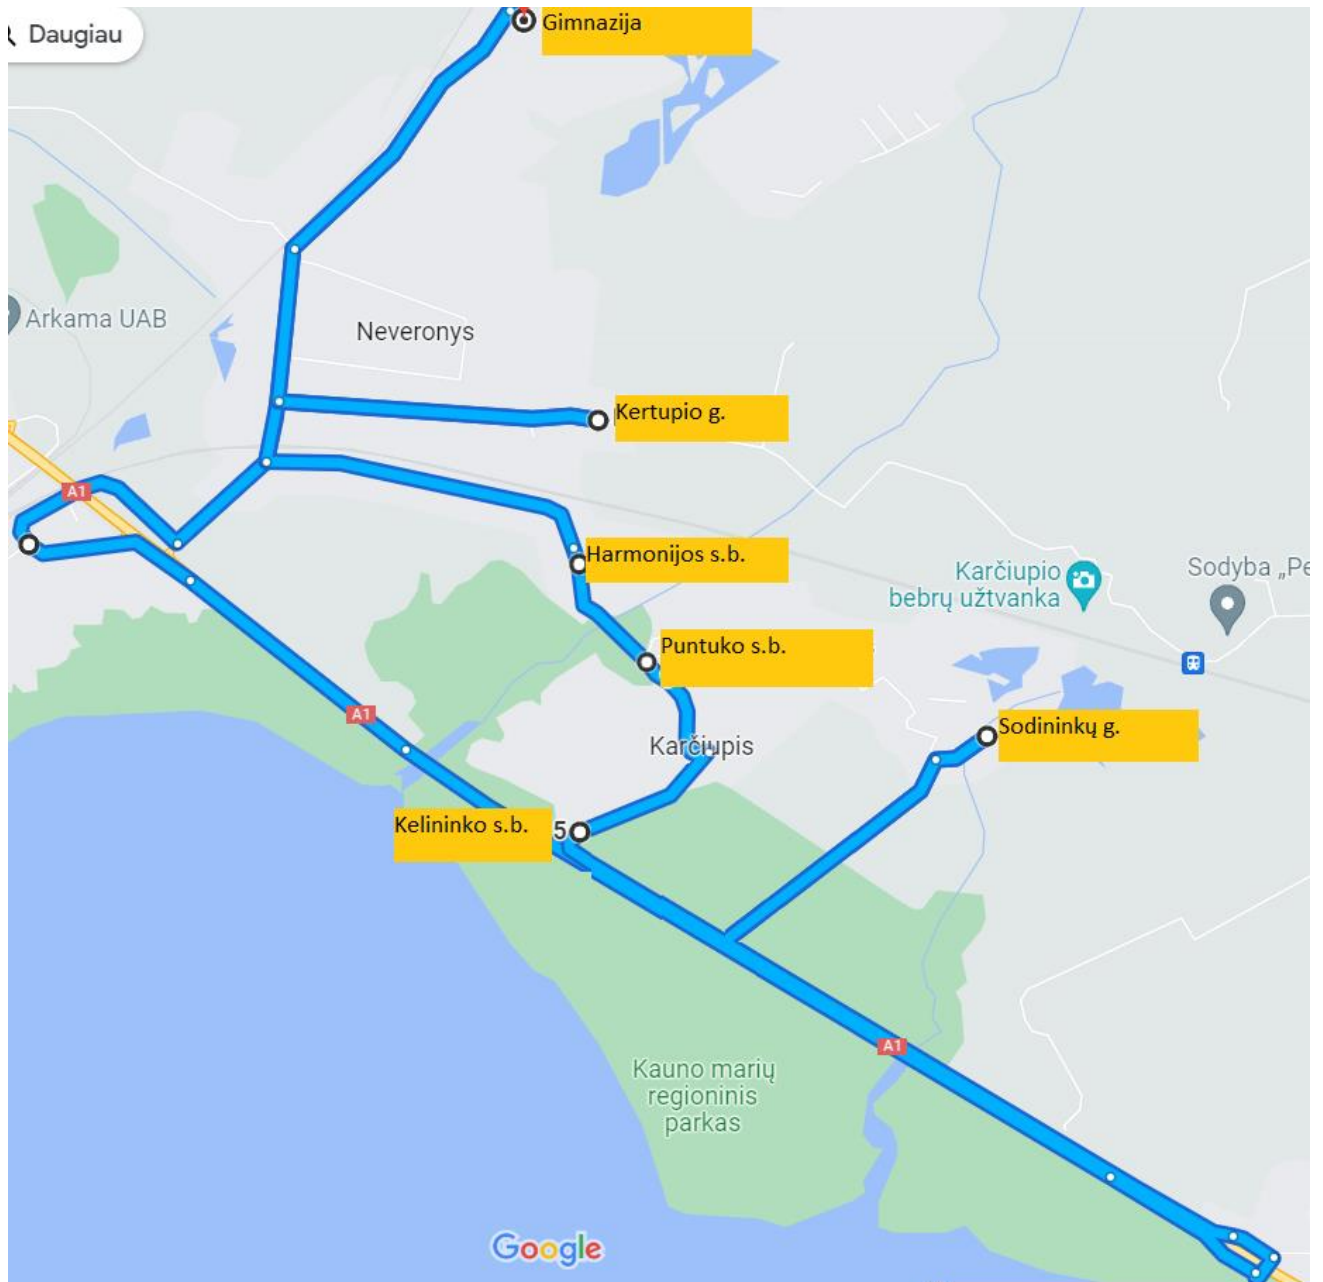 Daugiau
Gimnazija
Arkama UAB
Neveronys
Kertupio g.
A1
Harmonijos s.b.
Karčiupio
bebrų užtvanka
Sodyba „Pe
Puntuko s.b.
A1
Karčiupis
Sodininkų g.
Kelininko s.b.
5
A1
Kauno marių
regioninis
parkas
Google